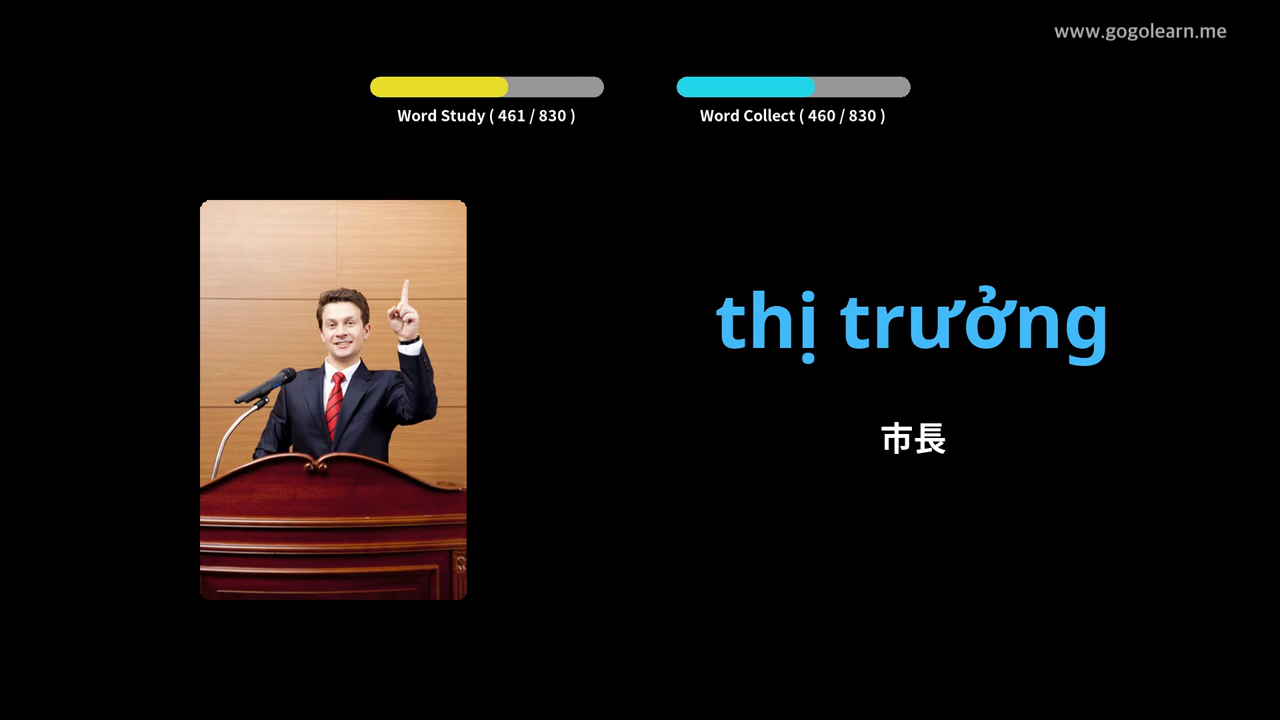 www.gogolearn.me
Word Study ( 461 / 830 )
Word Collect ( 460 / 830 )
thị trưởng
市長